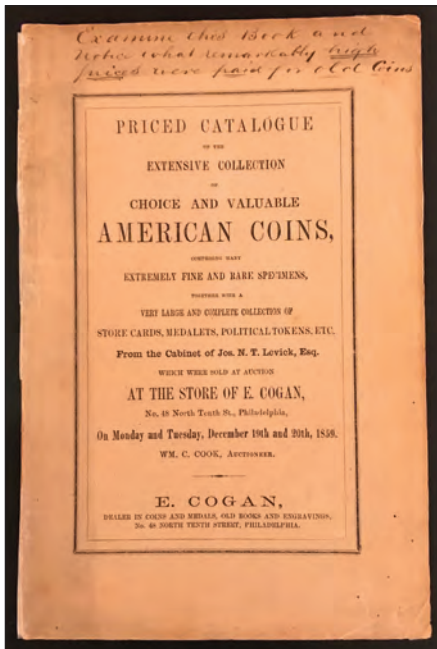 Examine this Book and
Notice what remarkably high
prices were paid for old Coins
PRICED CATALOGUE
OF THE
EXTENSIVE COLLECTION
OF
CHOICE AND VALUABLE
AMERICAN COINS,
COMPRISING MANY
EXTREMELY FINE AND RARE SPECIMENS,
TOGETHER WITH A
VERY LARGE AND COMPLETE COLLECTION OF
STORE CARDS, MEDALETS, POLITICAL TOKENS, ETC.
From the Cabinet of Jos. N. T. Levick, Esq.
WHICH WERE SOLD AT AUCTION
AT THE STORE OF E. COGAN,
No. 48 North Tenth St., Philadelphia,
On Monday and Tuesday, December 19th and 20th, 1859.
WM. C. COOK, AUCTIONEER.
E. COGAN,
DEALER IN COINS AND MEDALS, OLD BOOKS AND ENGRAVINGS,
No. 48 NORTH TENTH STREET, PHILADELPHIA.